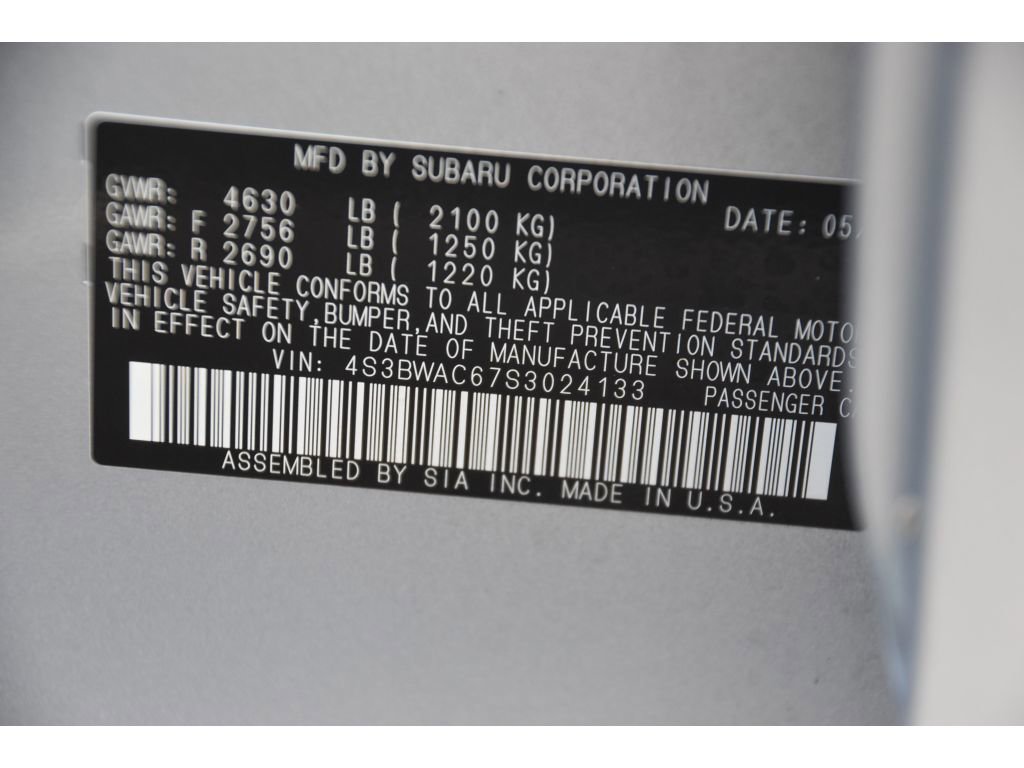 MFD BY SUBARU CORPORATION
GVWR: 4630 LB ( 2100 KG) DATE: 05
GAWR: F 2756 LB ( 1250 KG)
GAWR: R 2690 LB ( 1220 KG)
THIS VEHICLE CONFORMS TO ALL APPLICABLE FEDERAL MOTO
VEHICLE SAFETY,BUMPER,AND THEFT PREVENTION STANDARDS
IN EFFECT ON THE DATE OF MANUFACTURE SHOWN ABOVE.
VIN: 4S3BWAC67S3024133 PASSENGER C
ASSEMBLED BY SIA INC. MADE IN U.S.A.